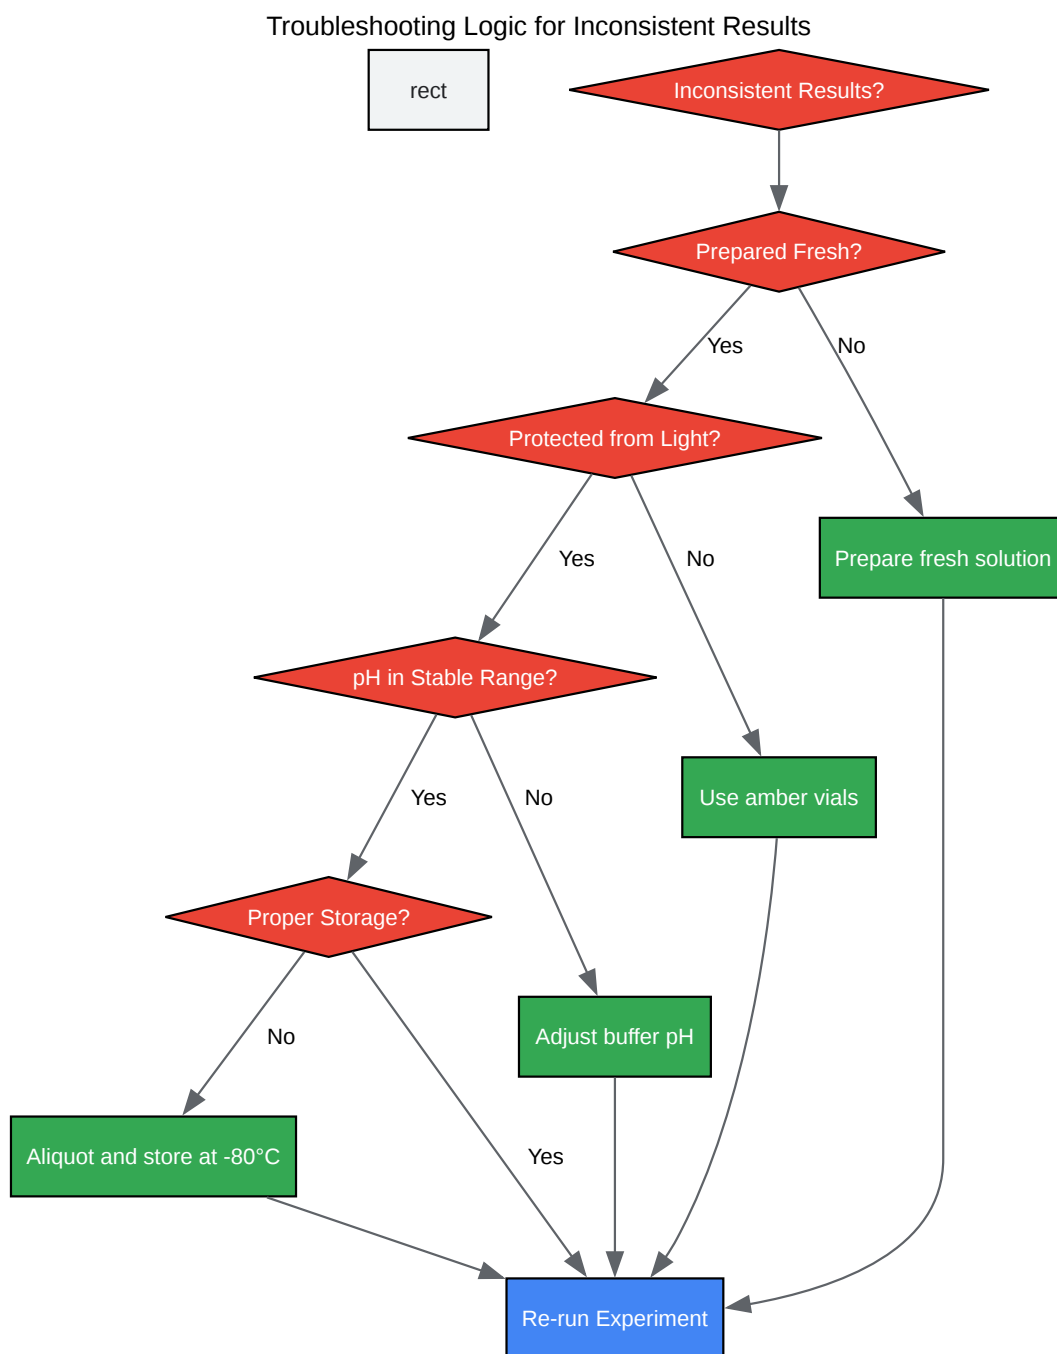 Troubleshooting Logic for Inconsistent Results
rect
Inconsistent Results?
Prepared Fresh?
Yes
No
Protected from Light?
Yes
No
Prepare fresh solution
pH in Stable Range?
Yes
No
Use amber vials
Proper Storage?
No
Adjust buffer pH
Aliquot and store at -80°C
Yes
Re-run Experiment